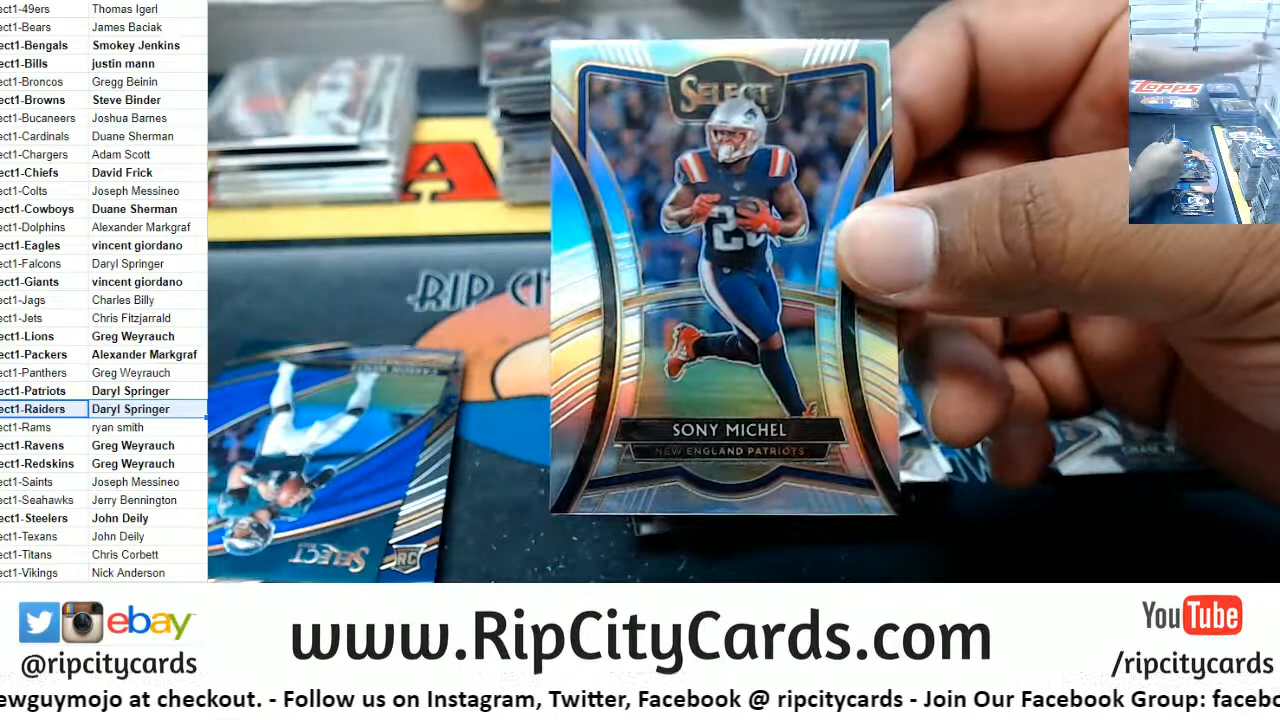 ect1-49ers Thomas Igerl
ect1-Bears James Baciak
ect1-Bengals Smokey Jenkins
ect1-Bills justin mann
ect1-Broncos Gregg Beinin
ect1-Browns Steve Binder
ect1-Bucaneers Joshua Barnes
ect1-Cardinals Duane Sherman
ect1-Chargers Adam Scott
ect1-Chiefs David Frick
ect1-Colts Joseph Messineo
ect1-Cowboys Duane Sherman
ect1-Dolphins Alexander Markgraf
ect1-Eagles vincent giordano
ect1-Falcons Daryl Springer
ect1-Giants vincent giordano
ect1-Jags Charles Billy
ect1-Jets Chris Fitzjarrald
ect1-Lions Greg Weyrauch
ect1-Packers Alexander Markgraf
ect1-Panthers Greg Weyrauch
ect1-Patriots Daryl Springer
ect1-Raiders Daryl Springer
ect1-Rams ryan smith
ect1-Ravens Greg Weyrauch
ect1-Redskins Greg Weyrauch
ect1-Saints Joseph Messineo
ect1-Seahawks Jerry Bennington
ect1-Steelers John Deily
ect1-Texans John Deily
ect1-Titans Chris Corbett
ect1-Vikings Nick Anderson
A
RIP CI
SELECT
2
SONY MICHEL
NEW ENGLAND PATRIOTS
SELECT
RC
TOPPS
ebay
@ripcitycards
www.RipCityCards.com
YouTube
/ripcitycards
ewguymojo at checkout. - Follow us on Instagram, Twitter, Facebook @ ripcitycards - Join Our Facebook Group: facebo